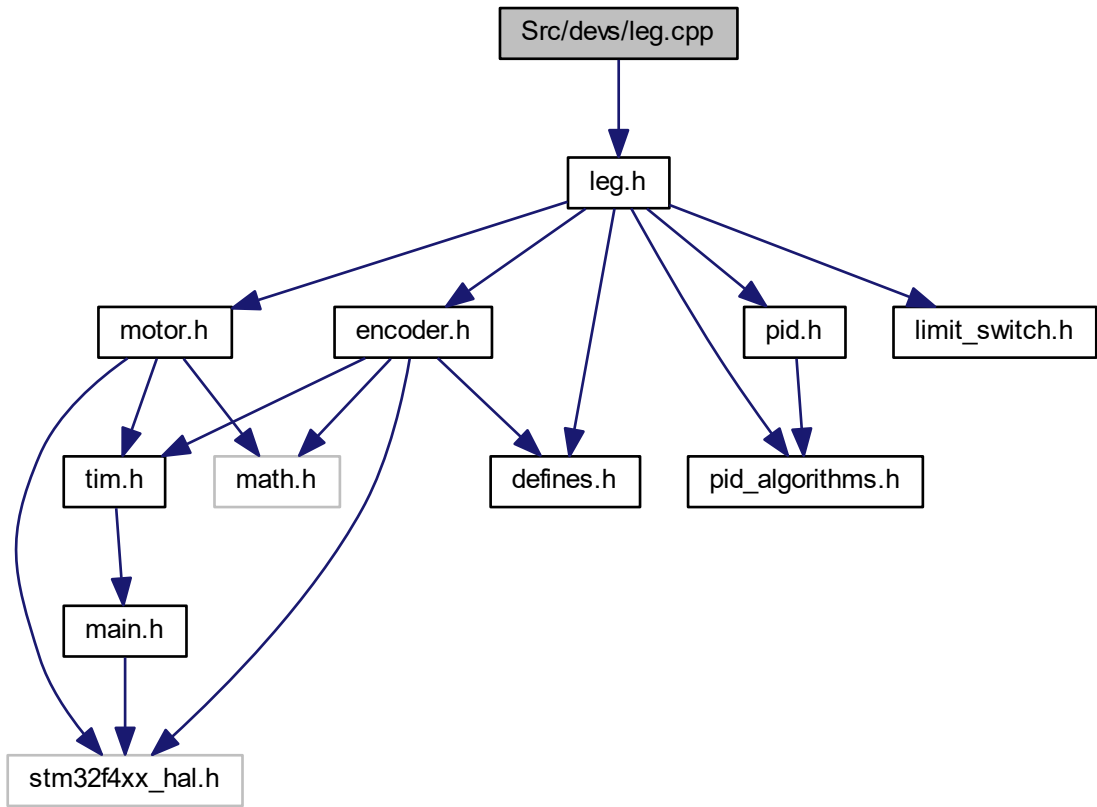 Src/devs/leg.cpp
leg.h
motor.h
encoder.h
pid.h
limit_switch.h
tim.h
math.h
defines.h
pid_algorithms.h
main.h
stm32f4xx_hal.h